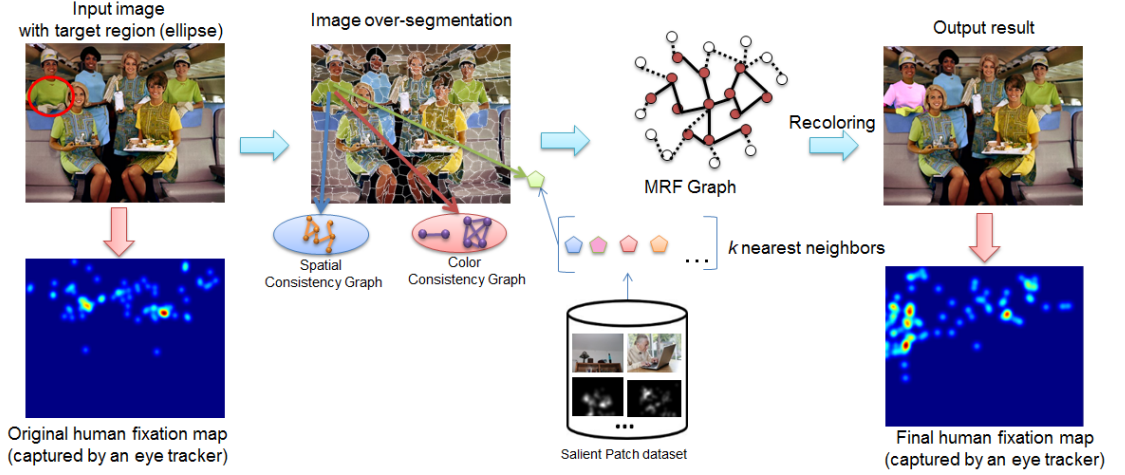 Input image
with target region (ellipse)
Image over-segmentation
Output result
Recoloring
MRF Graph
Spatial
Consistency Graph
Color
Consistency Graph
k nearest neighbors
...
...
Salient Patch dataset
Original human fixation map
(captured by an eye tracker)
Final human fixation map
(captured by an eye tracker)